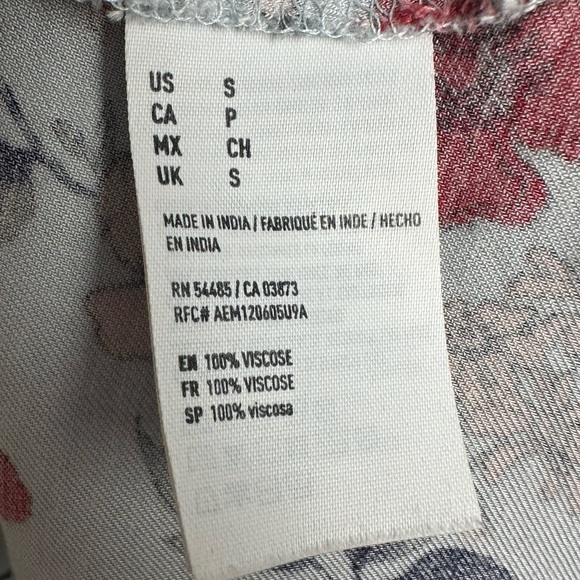 US S
CA P
MX CH
UK S
MADE IN INDIA / FABRIQUÉ EN INDE / HECHO
EN INDIA
RN 54485 / CA 03873
RFC# AEM120605U9A
EN 100% VISCOSE
FR 100% VISCOSE
SP 100% viscosa